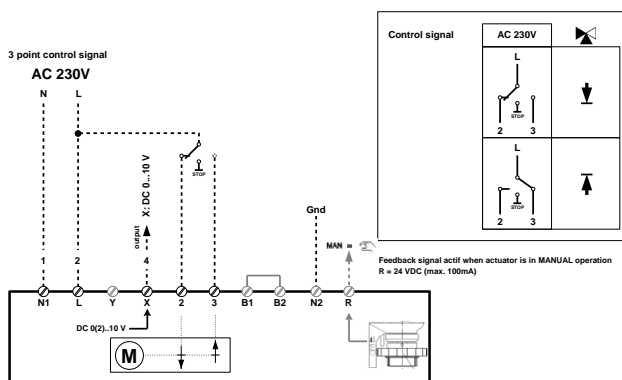 3 point control signal
AC 230V
N L
STOP
output X: DC 0...10 V
Gnd
MAN =
1 2 4
N1 L Y X 2 3 B1 B2 N2 R
DC 0(2)..10 V
M
Control signal AC 230V
L
STOP
2 3
L
STOP
2 3
Feedback signal actif when actuator is in MANUAL operation
R = 24 VDC (max. 100mA)